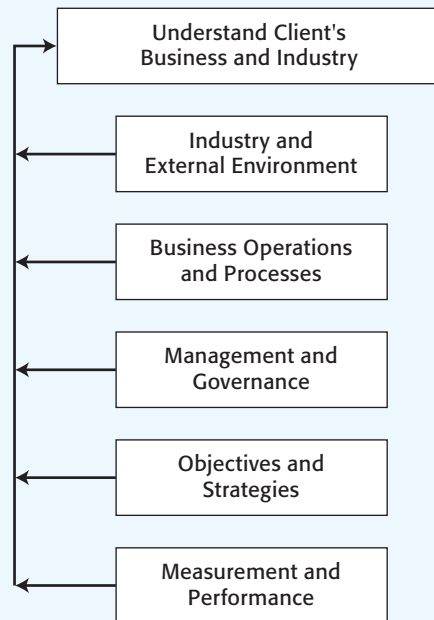 Understand Client's
Business and Industry
Industry and
External Environment
Business Operations
and Processes
Management and
Governance
Objectives and
Strategies
Measurement and
Performance